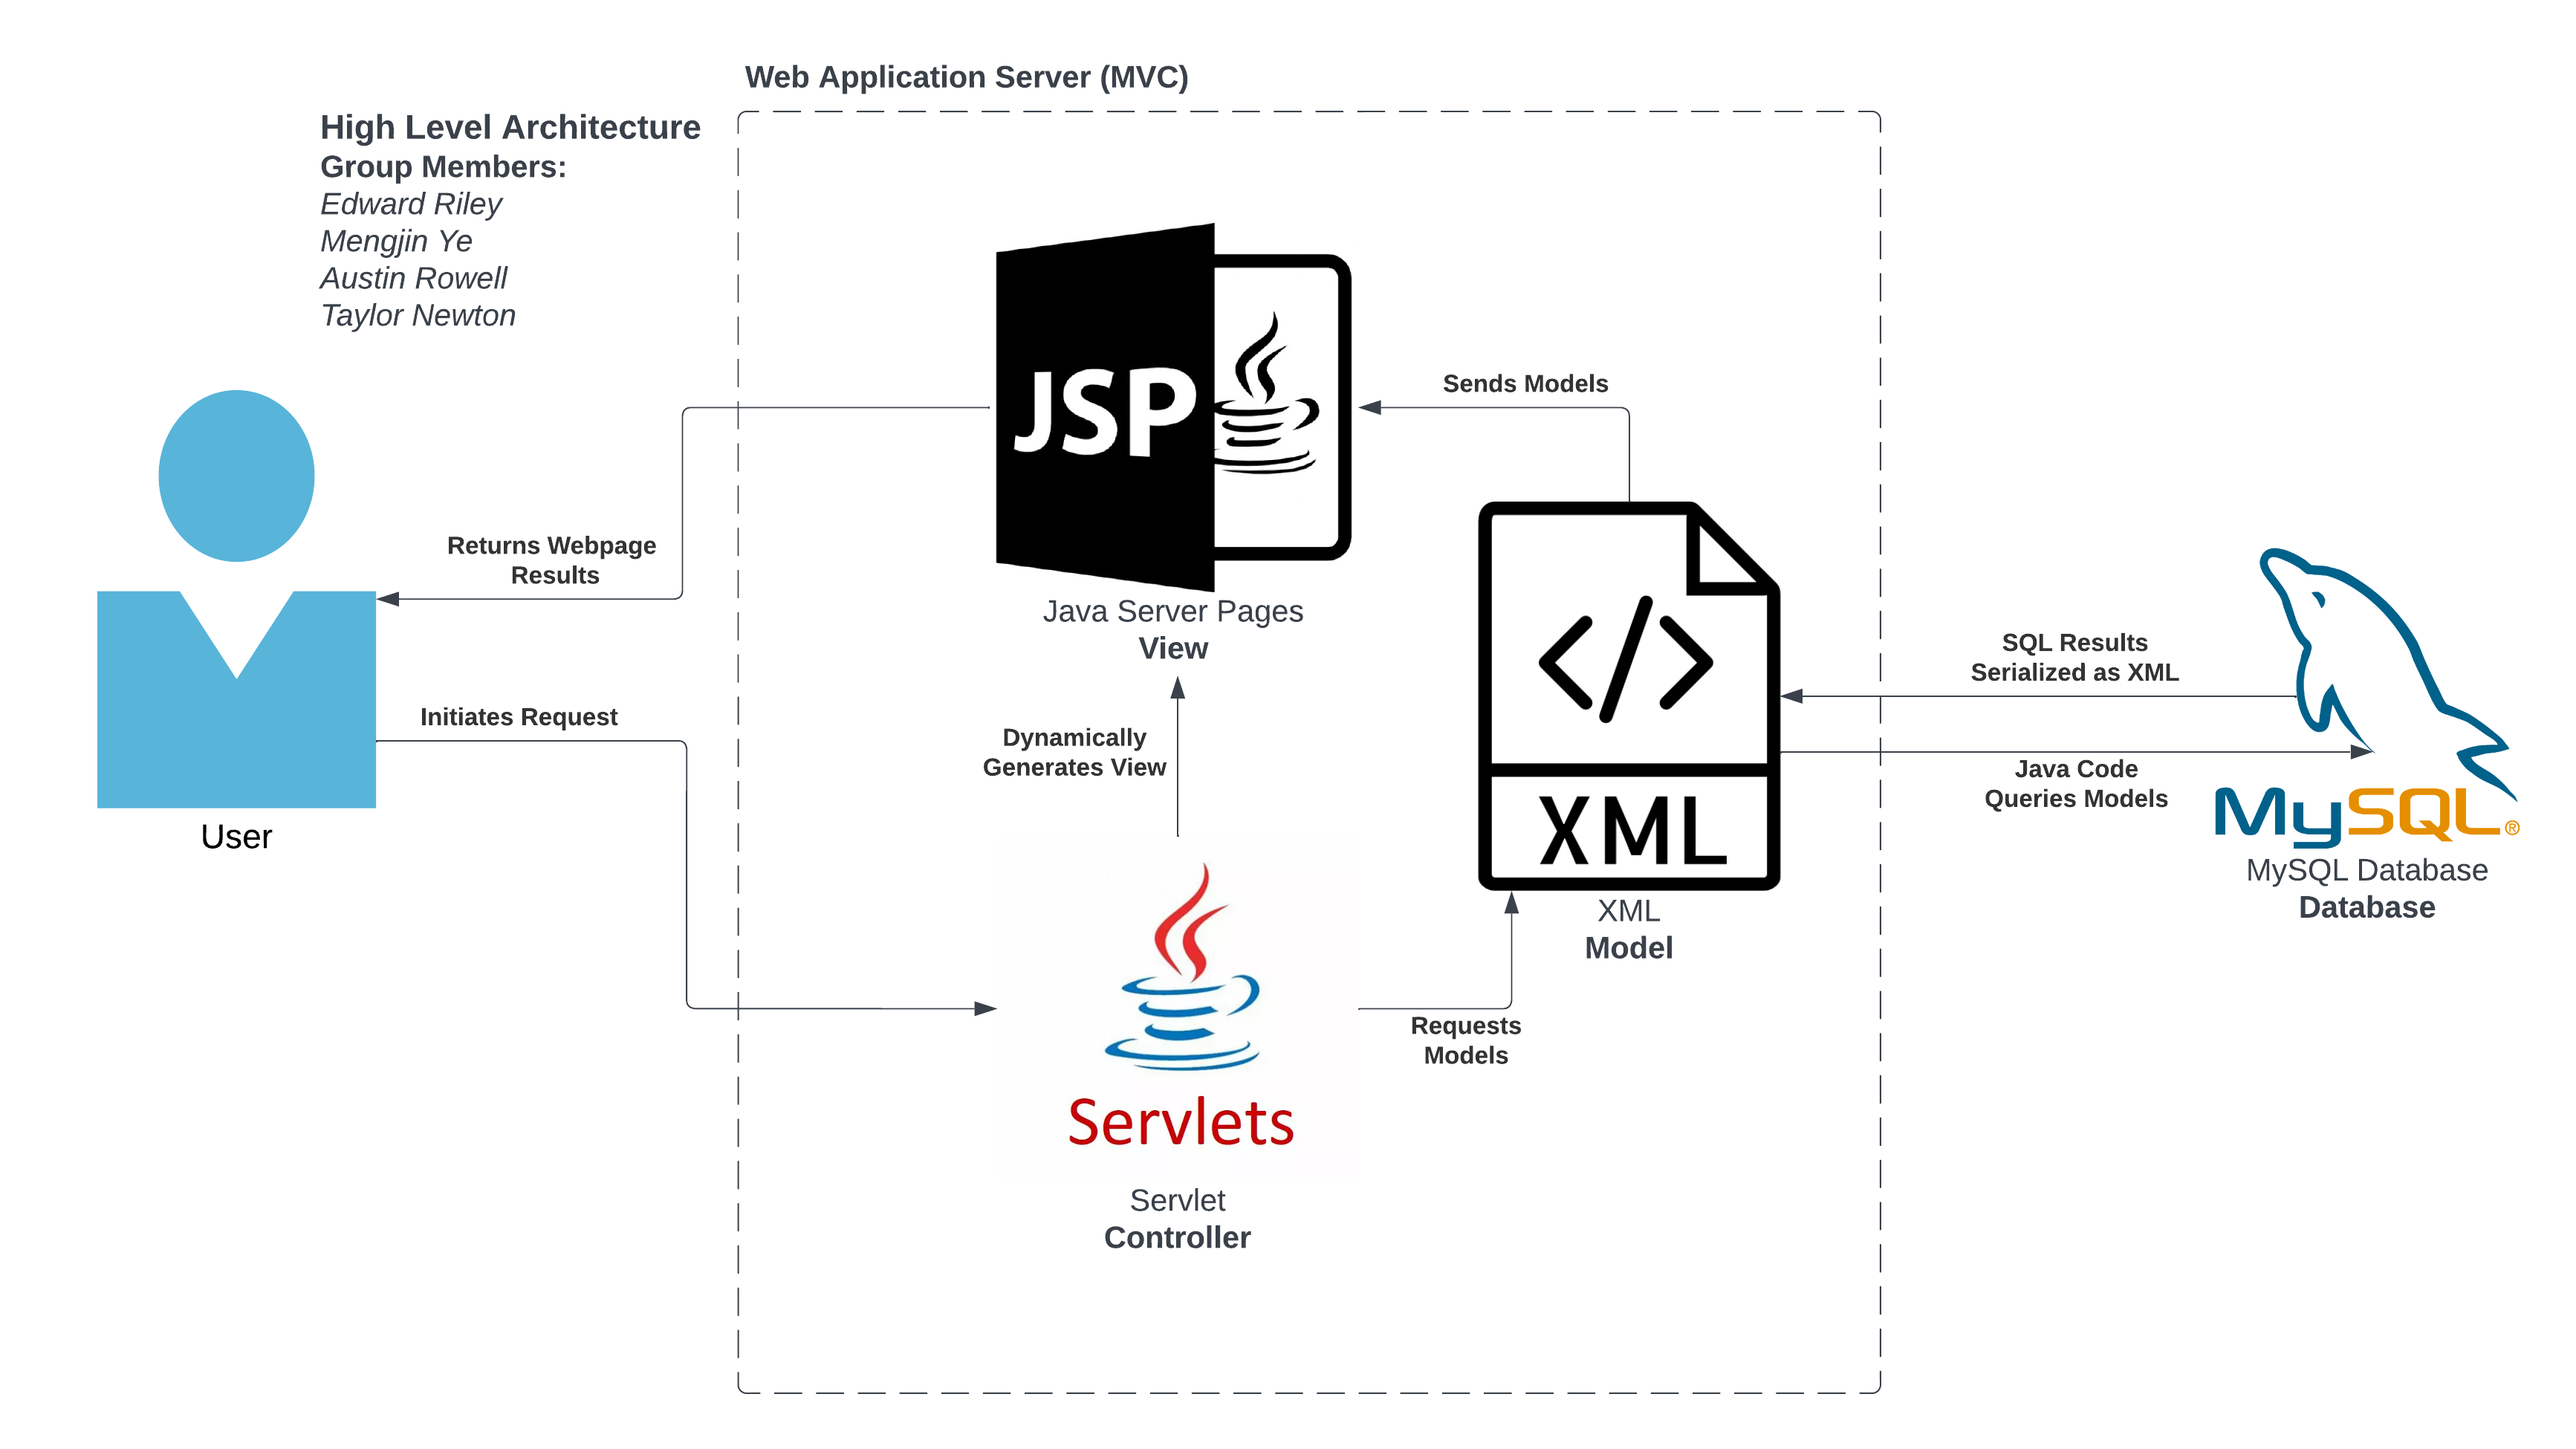 Web Application Server (MVC)
High Level Architecture
Group Members:
Edward Riley
Mengjin Ye
Austin Rowell
Taylor Newton
JSP
Sends Models
Returns Webpage
Results
Java Server Pages
View
SQL Results
Serialized as XML
Initiates Request
Dynamically
Generates View
Java Code
Queries Models
</>
XML
MySQL®
User
MySQL Database
Database
XML
Model
Requests
Models
Servlets
Servlet
Controller